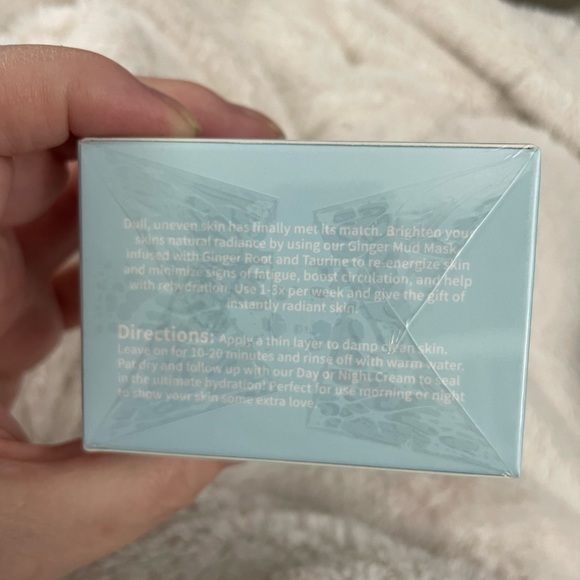 Dull, uneven skin has finally met its match. Brighten your
skins natural radiance by using our Ginger Mud Mask,
infused with Ginger Root and Taurine to re-energize skin
and minimize signs of fatigue, boost circulation, and help
with rehydration. Use 1-3x per week and give the gift of
instantly radiant skin.
Directions: Apply a thin layer to damp clean skin.
Leave on for 10-20 minutes and rinse off with warm water.
Pat dry and follow up with our Day or Night Cream to seal
in the ultimate hydration! Perfect for use morning or night
to show your skin some extra love.